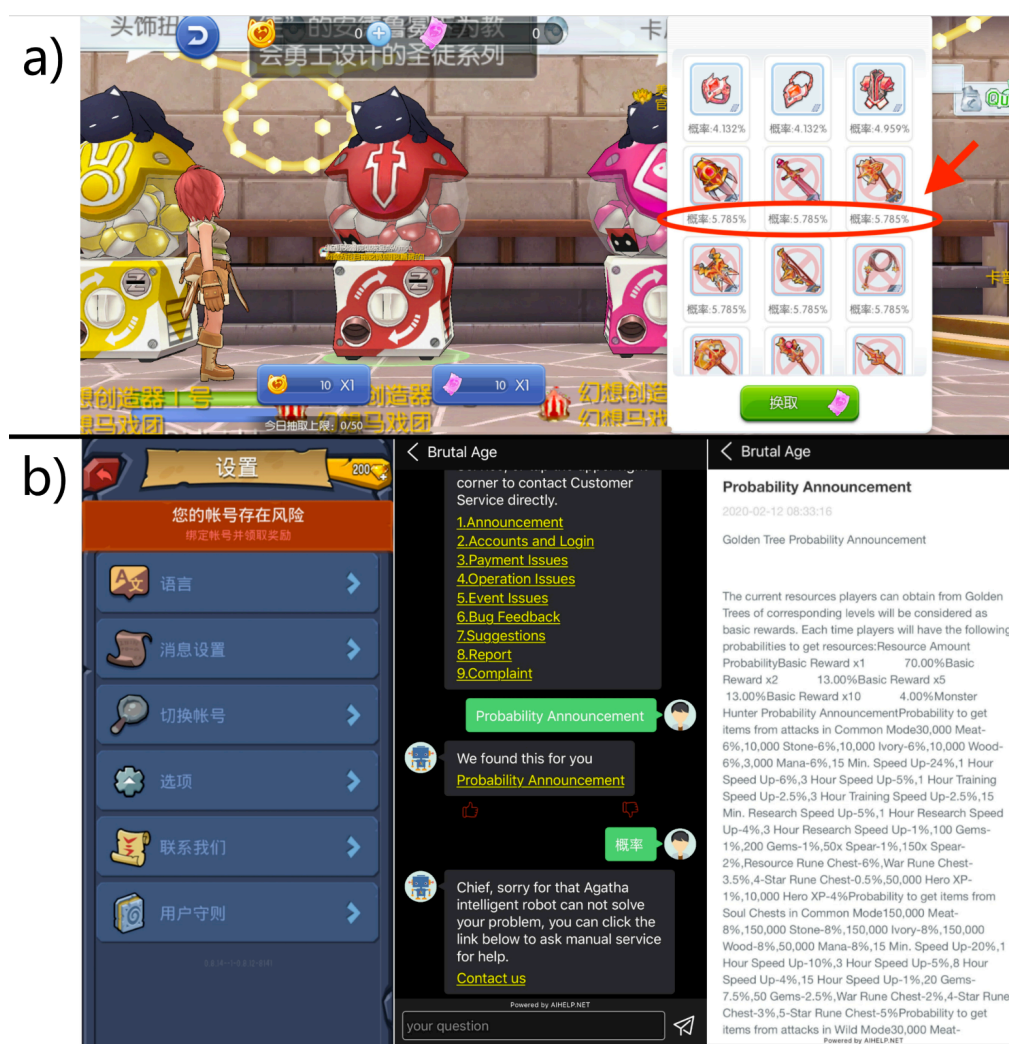 a)
头饰扭
0
0
会勇士设计的圣徒系列
概率:4.132%
概率:4.132%
概率:4.959%
概率:5.785%
概率:5.785%
概率:5.785%
概率:5.785%
概率:5.785%
概率:5.785%
10 X1
10 X1
今日抽取上限: 0/50
换取
想创造器 1 号
想马戏团
幻想创造
幻想马戏
b)
设置
200
您的帐号存在风险
绑定帐号并领取奖励
语言
消息设置
切换帐号
选项
联系我们
用户守则
Brutal Age
corner to contact Customer
Service directly.
1.Announcement
2.Accounts and Login
3.Payment Issues
4.Operation Issues
5.Event Issues
6.Bug Feedback
7.Suggestions
8.Report
9.Complaint
Probability Announcement
We found this for you
Probability Announcement
概率
Chief, sorry for that Agatha
intelligent robot can not solve
your problem, you can click the
link below to ask manual service
for help.
Contact us
Powered by AIHELP.NET
your question
Brutal Age
Probability Announcement
2020-02-12 08:33:16
Golden Tree Probability Announcement
The current resources players can obtain from Golden
Trees of corresponding levels will be considered as
basic rewards. Each time players will have the following
probabilities to get resources:Resource Amount
ProbabilityBasic Reward x1 70.00%Basic
Reward x2 13.00%Basic Reward x5
13.00%Basic Reward x10 4.00%Monster
Hunter Probability AnnouncementProbability to get
items from attacks in Common Mode30,000 Meat-
6%,10,000 Stone-6%,10,000 Ivory-6%,10,000 Wood-
6%,3,000 Mana-6%,15 Min. Speed Up-24%,1 Hour
Speed Up-6%,3 Hour Speed Up-5%,1 Hour Training
Speed Up-2.5%,3 Hour Training Speed Up-2.5%,15
Min. Research Speed Up-5%,1 Hour Research Speed
Up-4%,3 Hour Research Speed Up-1%,100 Gems-
1%,200 Gems-1%,50x Spear-1%,150x Spear-
2%,Resource Rune Chest-6%,War Rune Chest-
3.5%,4-Star Rune Chest-0.5%,50,000 Hero XP-
1%,10,000 Hero XP-4%Probability to get items from
Soul Chests in Common Mode150,000 Meat-
8%,150,000 Stone-8%,150,000 Ivory-8%,150,000
Wood-8%,50,000 Mana-8%,15 Min. Speed Up-20%,1
Hour Speed Up-10%,3 Hour Speed Up-5%,8 Hour
Speed Up-4%,15 Hour Speed Up-1%,20 Gems-
7.5%,50 Gems-2.5%,War Rune Chest-2%,4-Star Rune
Chest-3%,5-Star Rune Chest-5%Probability to get
items from attacks in Wild Mode30,000 Meat-
Powered by AIHELP.NET